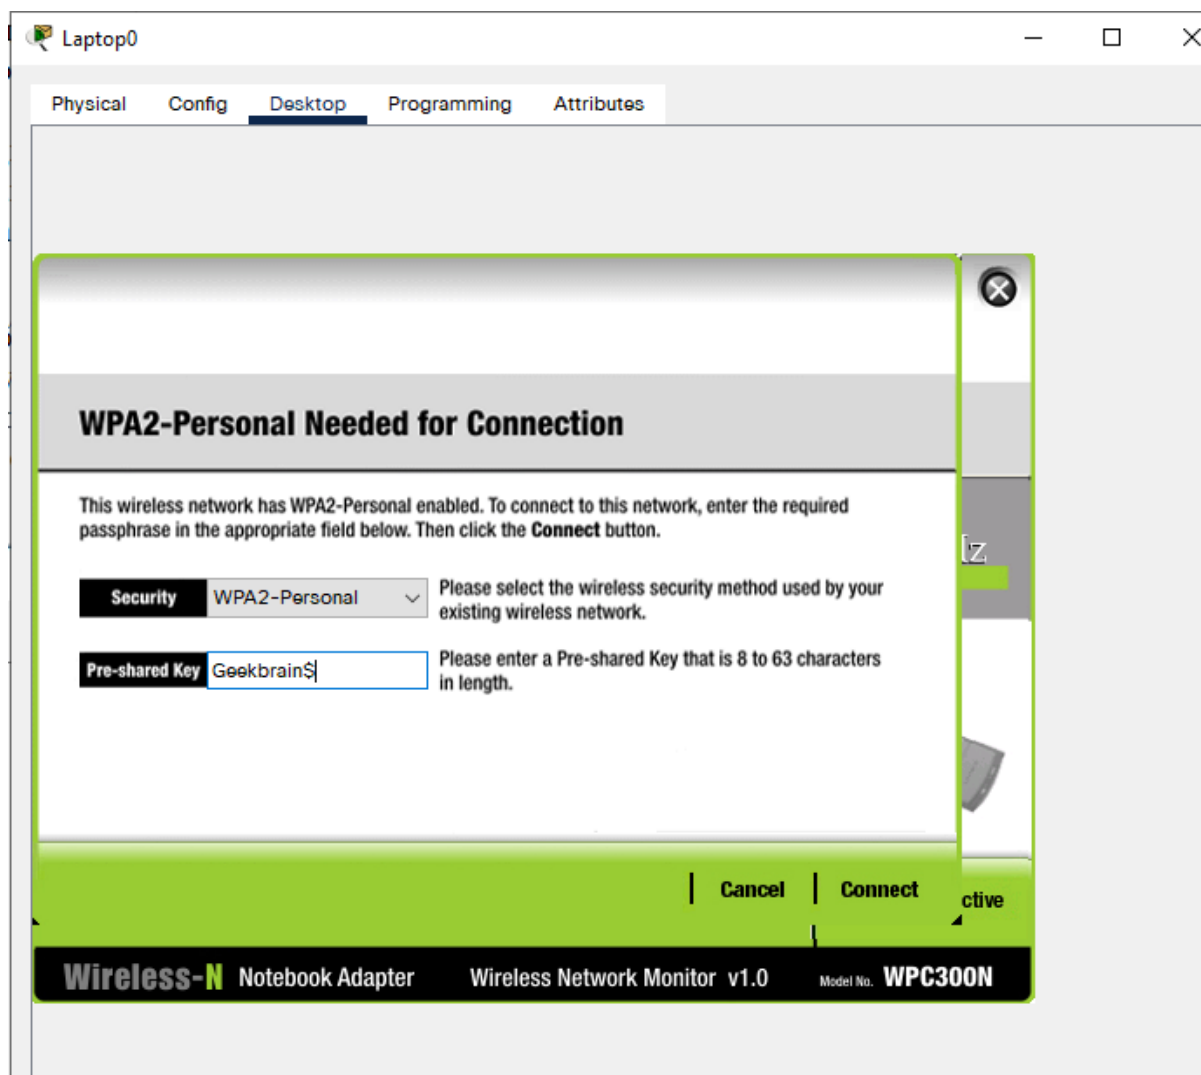 Laptop0
Physical Config Desktop Programming Attributes
WPA2-Personal Needed for Connection
This wireless network has WPA2-Personal enabled. To connect to this network, enter the required
passphrase in the appropriate field below. Then click the Connect button.
Security WPA2-Personal
Please select the wireless security method used by your
existing wireless network.
Pre-shared Key Geekbrain$
Please enter a Pre-shared Key that is 8 to 63 characters
in length.
Cancel Connect
Wireless-N Notebook Adapter Wireless Network Monitor v1.0 Model No. WPC300N